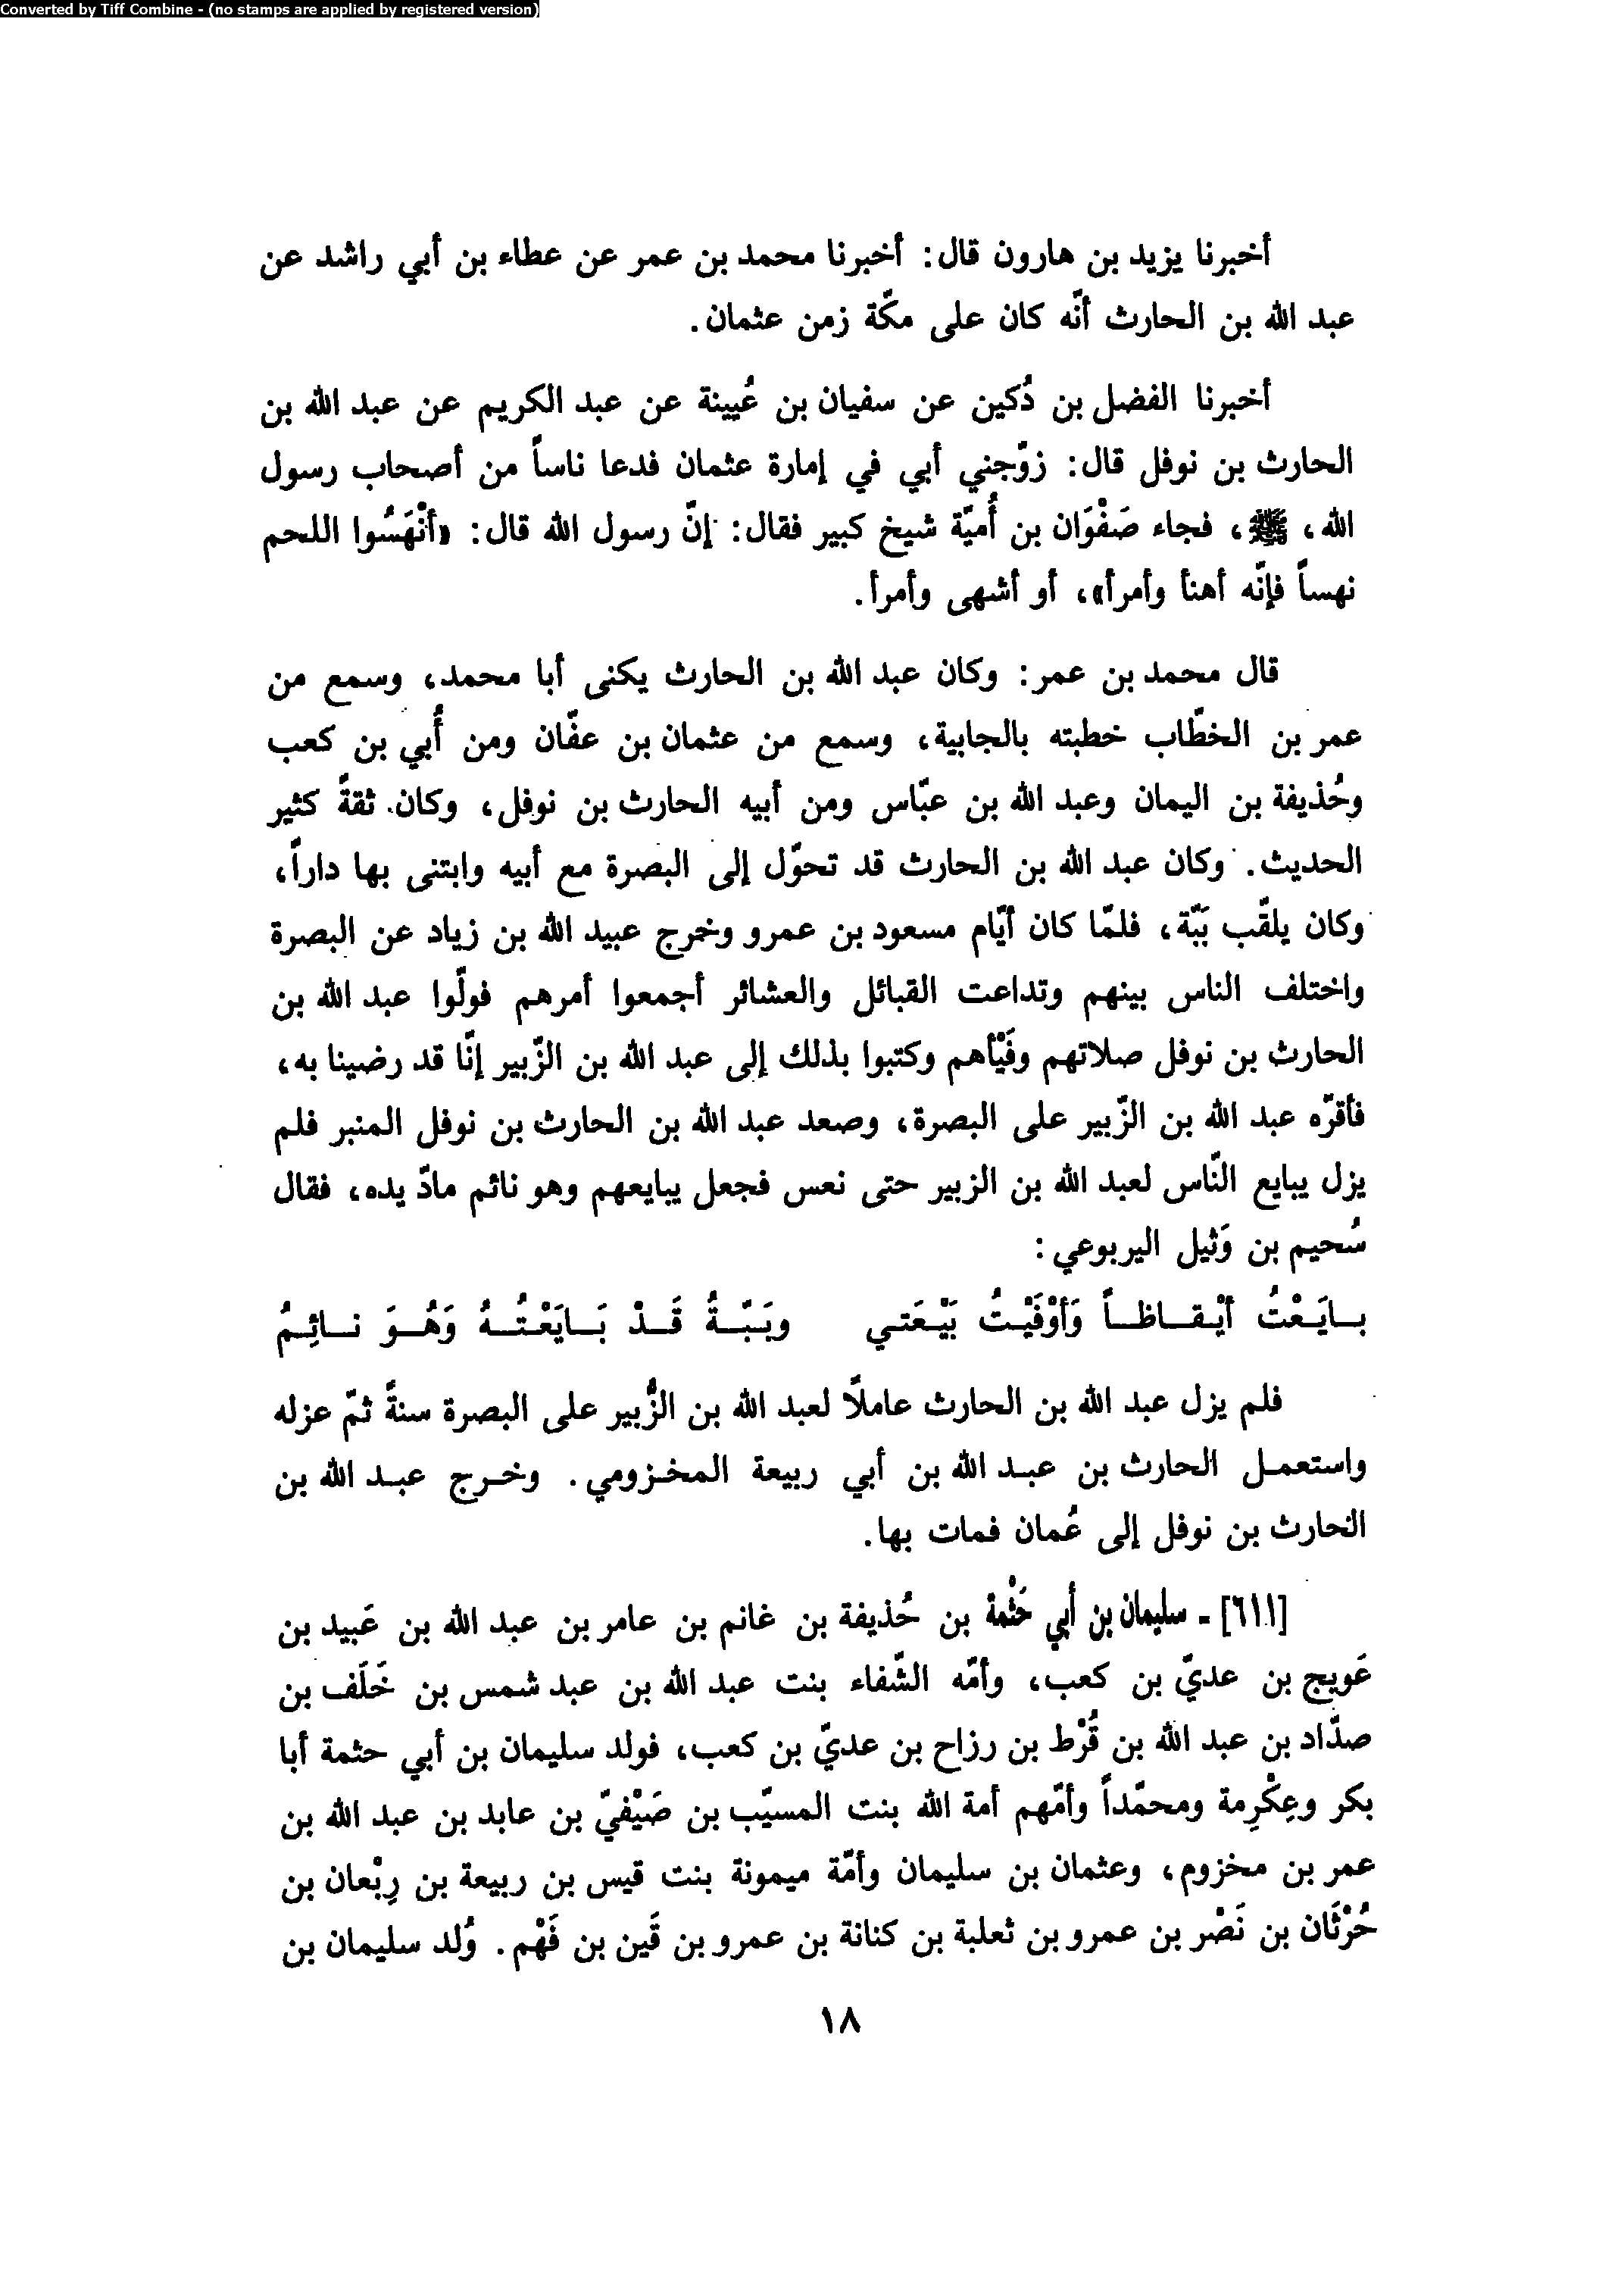 Converted by Tiff Combine - (no stamps are applied by registered version)
أخبرنا يزيد بن هارون قال: أخبرنا محمد بن عمر عن عطاء بن أبي راشد عن
عبد الله بن الحارث أنّه كان على مكّة زمن عثمان.
أخبرنا الفضل بن دُكين عن سفيان بن عُيينة عن عبد الكريم عن عبد الله بن
الحارث بن نوفل قال: زوّجني أبي في إمارة عثمان فدعا ناساً من أصحاب رسول
الله، ﷺ، فجاء صَفْوَان بن أُميّة شيخ كبير فقال: إنّ رسول الله قال: «أنْهَسُوا اللحم
نهساً فإنّه أهنأ وأمرأ»، أو أشهى وأمرأ.
قال محمد بن عمر: وكان عبد الله بن الحارث يكنى أبا محمد، وسمع من
عمر بن الخطّاب خطبته بالجابية، وسمع من عثمان بن عفّان ومن أُبي بن كعب
وحُذيفة بن اليمان وعبد الله بن عبّاس ومن أبيه الحارث بن نوفل، وكان ثقةً كثير
الحديث. وكان عبد الله بن الحارث قد تحوّل إلى البصرة مع أبيه وابتنى بها داراً،
وكان يلقّب بَبّة، فلمّا كان أيّام مسعود بن عمرو وخرج عبيد الله بن زياد عن البصرة
واختلف الناس بينهم وتداعت القبائل والعشائر أجمعوا أمرهم فولّوا عبد الله بن
الحارث بن نوفل صلاتهم وفَيْأهم وكتبوا بذلك إلى عبد الله بن الزّبير إنّا قد رضينا به،
فأقرّه عبد الله بن الزّبير على البصرة، وصعد عبد الله بن الحارث بن نوفل المنبر فلم
يزل يبايع النّاس لعبد الله بن الزبير حتى نعس فجعل يبايعهم وهو نائم مادّ يده، فقال
سُحيم بن وَثيل اليربوعي:
بـايَـعْتُ أيْـقـاظـاً وَأوْفَيْـتُ بَيْـعَتـي وبَـبّـةُ قَـدْ بَـايَعْـتُـهُ وَهُـوَ نـائِـمُ
فلم يزل عبد الله بن الحارث عاملًا لعبد الله بن الزُّبير على البصرة سنةً ثمّ عزله
واستعمـل الحارث بن عبـد الله بن أبي ربيعة المخـزومي. وخـرج عبـد الله بن
الحارث بن نوفل إلى عُمان فمات بها.
[٦١١] - سليمان بن أبي حَثْمة بن حُذيفة بن غانم بن عامر بن عبد الله بن عَبيد بن
عَويج بن عديّ بن كعب، وأمّه الشّفاء بنت عبد الله بن عبد شمس بن خَلَف بن
صدّاد بن عبد الله بن قُرْط بن رزاح بن عديّ بن كعب، فولد سليمان بن أبي حثمة أبا
بكر وعِكْرِمة ومحمّداً وأمّهم أمة الله بنت المسيّب بن صَيْفيّ بن عابد بن عبد الله بن
عمر بن مخزوم، وعثمان بن سليمان وأمّة ميمونة بنت قيس بن ربيعة بن رِبْعان بن
حُرْثَان بن نَصْر بن عمرو بن ثعلبة بن كنانة بن عمرو بن قَين بن فَهْم. وُلد سليمان بن
١٨